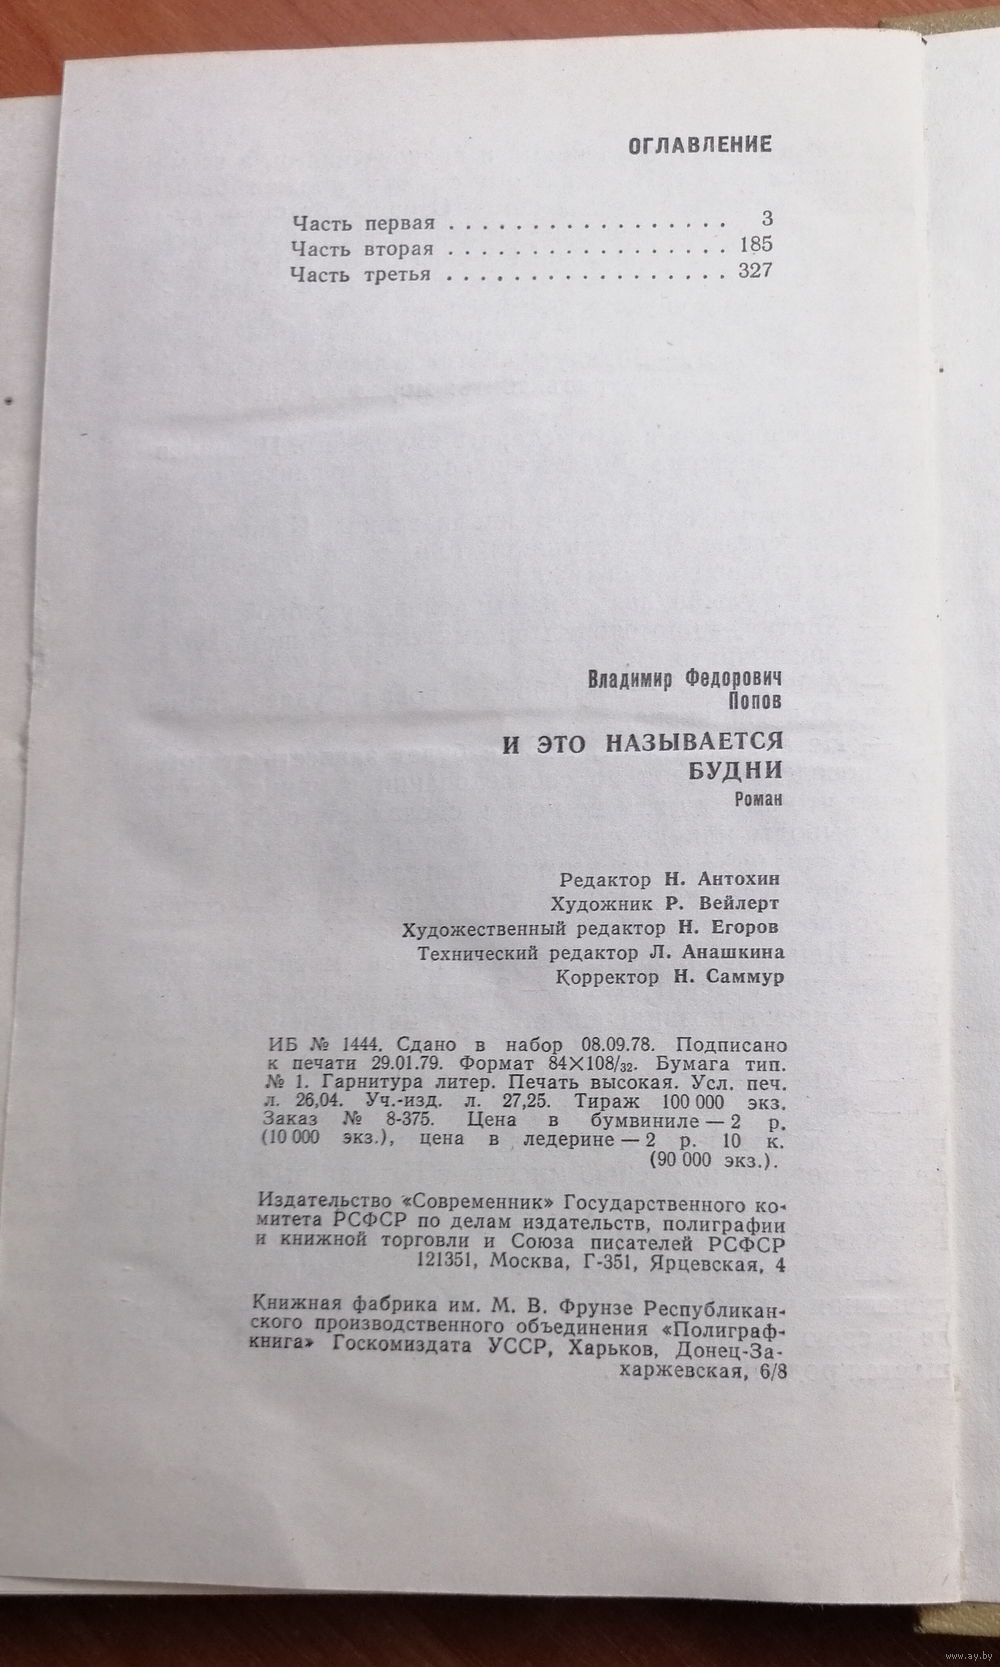 ОГЛАВЛЕНИЕ
Часть первая . . . . . . . . . . . . . . . . . 3
Часть вторая . . . . . . . . . . . . . . . . . 185
Часть третья . . . . . . . . . . . . . . . . . 327
Владимир Федорович
Попов
И ЭТО НАЗЫВАЕТСЯ
БУДНИ
Роман
Редактор Н. Антохин
Художник Р. Вейлерт
Художественный редактор Н. Егоров
Технический редактор Л. Анашкина
Корректор Н. Саммур
ИБ № 1444. Сдано в набор 08.09.78. Подписано
к печати 29.01.79. Формат 84×108/32. Бумага тип.
№ 1. Гарнитура литер. Печать высокая. Усл. печ.
л. 26,04. Уч.-изд. л. 27,25. Тираж 100 000 экз.
Заказ № 8-375. Цена в бумвиниле — 2 р.
(10 000 экз.), цена в ледерине — 2 р. 10 к.
(90 000 экз.).
Издательство «Современник» Государственного ко-
митета РСФСР по делам издательств, полиграфии
и книжной торговли и Союза писателей РСФСР
121351, Москва, Г-351, Ярцевская, 4
Книжная фабрика им. М. В. Фрунзе Республикан-
ского производственного объединения «Полиграф-
книга» Госкомиздата УССР, Харьков, Донец-За-
харжевская, 6/8
www.ay.by